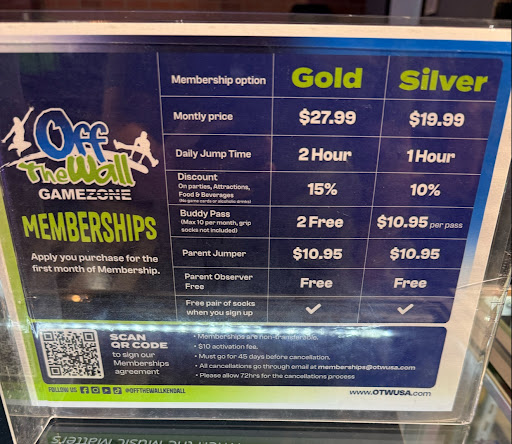 Off
The Wall
GAMEZONE
MEMBERSHIPS
Apply you purchase for the
first month of Membership.
Membership option Gold Silver
Montly price $27.99 $19.99
Daily Jump Time 2 Hour 1 Hour
Discount
On parties, Attractions,
Food & Beverages
(No game cards or alcoholic drinks)
15% 10%
Buddy Pass
(Max 10 per month, grip
socks not included)
2 Free $10.95 per pass
Parent Jumper $10.95 $10.95
Parent Observer
Free
Free Free
Free pair of socks
when you sign up
✓ ✓
SCAN
QR CODE
to sign our
Memberships
agreement
• Memberships are non-transferable.
• $10 activation fee.
• Must go for 45 days before cancellation.
• All cancellations go through email at memberships@otwusa.com
• Please allow 72hrs for the cancellations process
FOLLOW US @OFFTHEWALLKENDALL
www.OTWUSA.com